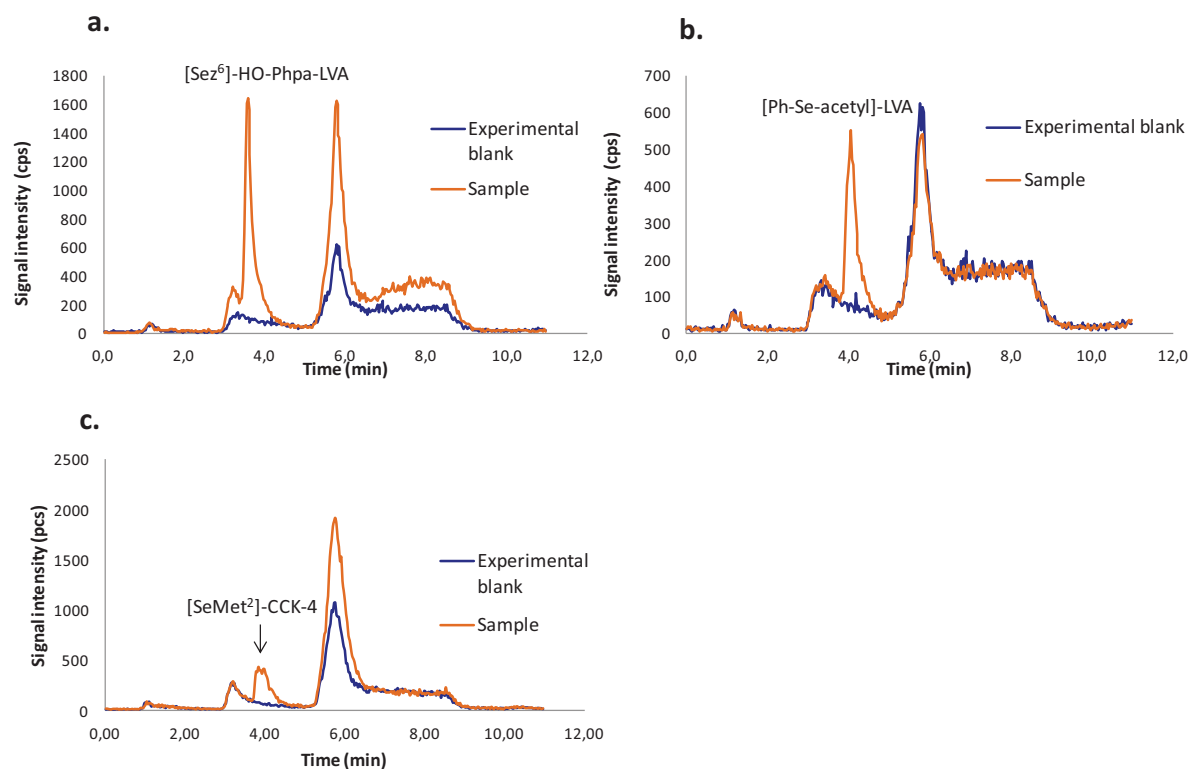 a.
[Sez⁶]-HO-Phpa-LVA
Signal intensity (cps)
1800
1600
1400
1200
1000
800
600
400
200
0
0,0 2,0 4,0 6,0 8,0 10,0 12,0
Time (min)
Experimental
blank
Sample
b.
[Ph-Se-acetyl]-LVA
Signal intensity (cps)
700
600
500
400
300
200
100
0
0,0 2,0 4,0 6,0 8,0 10,0 12,0
Time (min)
Experimental blank
Sample
c.
[SeMet²]-CCK-4
Signal intensity (pcs)
2500
2000
1500
1000
500
0
0,00 2,00 4,00 6,00 8,00 10,00 12,00
Time (min)
Experimental
blank
Sample